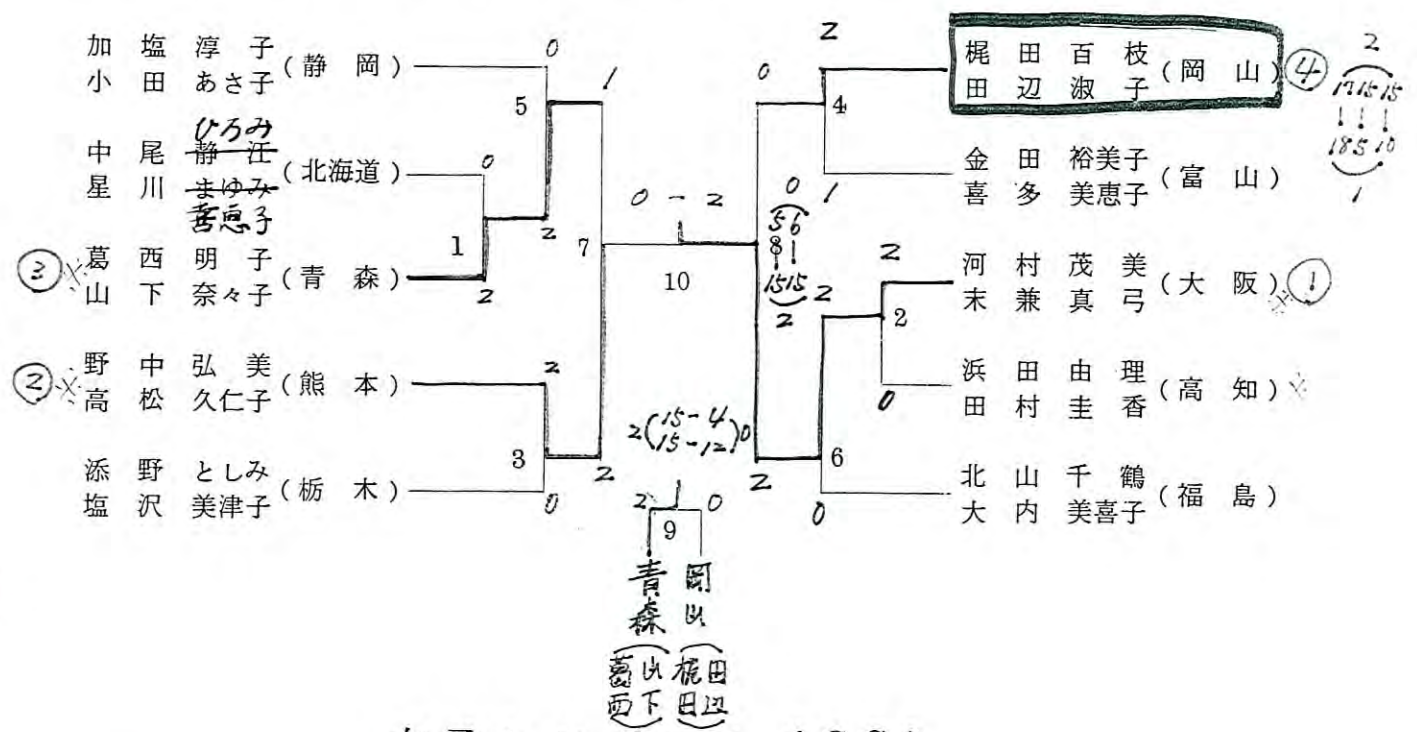 加塩淳子
小田あさ子
(静岡)
0
5
1
ひろみ
中尾静江
星川まゆみ
喜恵子
(北海道)
0
1
2
2
③※
葛西明子
山下奈々子
(青森)
7
②※
野中弘美
高松久仁子
(熊本)
2
3
添野としみ
塩沢美津子
(栃木)
0
2
0-2
10
2(15-4
15-12)0
2 0
9
青森
岡山
(葛西 山下)
(梶田 田辺)
2
0
4
梶田百枝
田辺淑子
(岡山)
④
2
17 15 15
18 5 10
1
金田裕美子
喜多美恵子
(富山)
1
0
5 6
8
15 15
2
2
2
2
河村茂美
末兼真弓
(大阪)
※①
浜田由理
田村圭香
(高知)※
0
6
2
0
北山千鶴
大内美喜子
(福島)